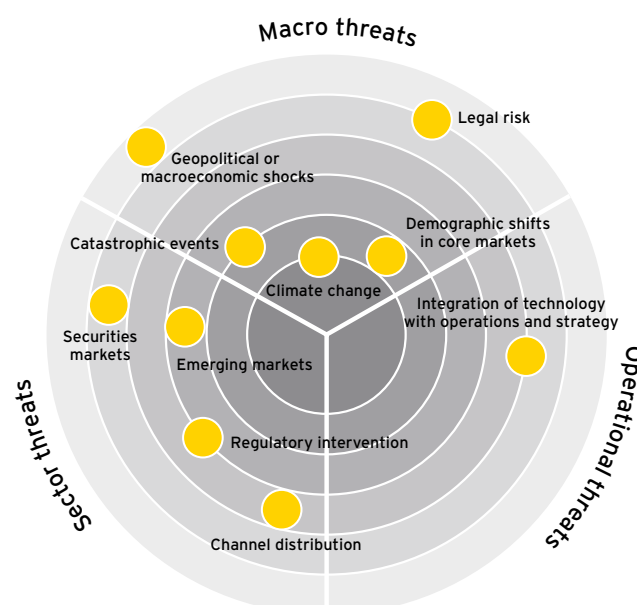 Macro threats
Legal risk
Geopolitical or
macroeconomic shocks
Demographic shifts
in core markets
Catastrophic events
Climate change
Integration of technology
with operations and strategy
Securities
markets
Emerging markets
Regulatory intervention
Channel distribution
Sector threats
Operational threats